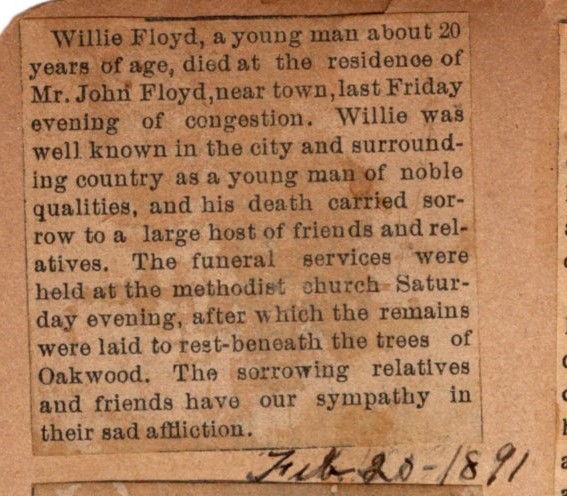 Willie Floyd, a young man about 20
years of age, died at the residence of
Mr. John Floyd, near town, last Friday
evening of congestion. Willie was
well known in the city and surround-
ing country as a young man of noble
qualities, and his death carried sor-
row to a large host of friends and rel-
atives. The funeral services were
held at the methodist church Satur-
day evening, after which the remains
were laid to rest-beneath the trees of
Oakwood. The sorrowing relatives
and friends have our sympathy in
their sad affliction.
Feb 20-1891